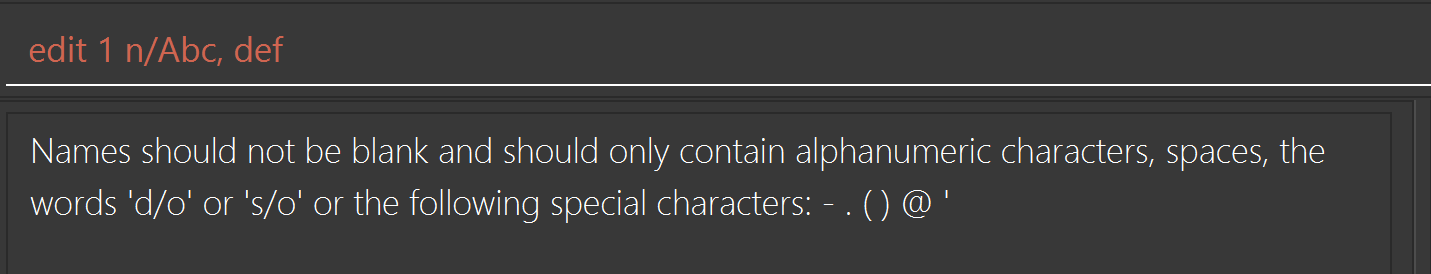 edit 1 n/Abc, def
Names should not be blank and should only contain alphanumeric characters, spaces, the
words 'd/o' or 's/o' or the following special characters: - . ( ) @ '